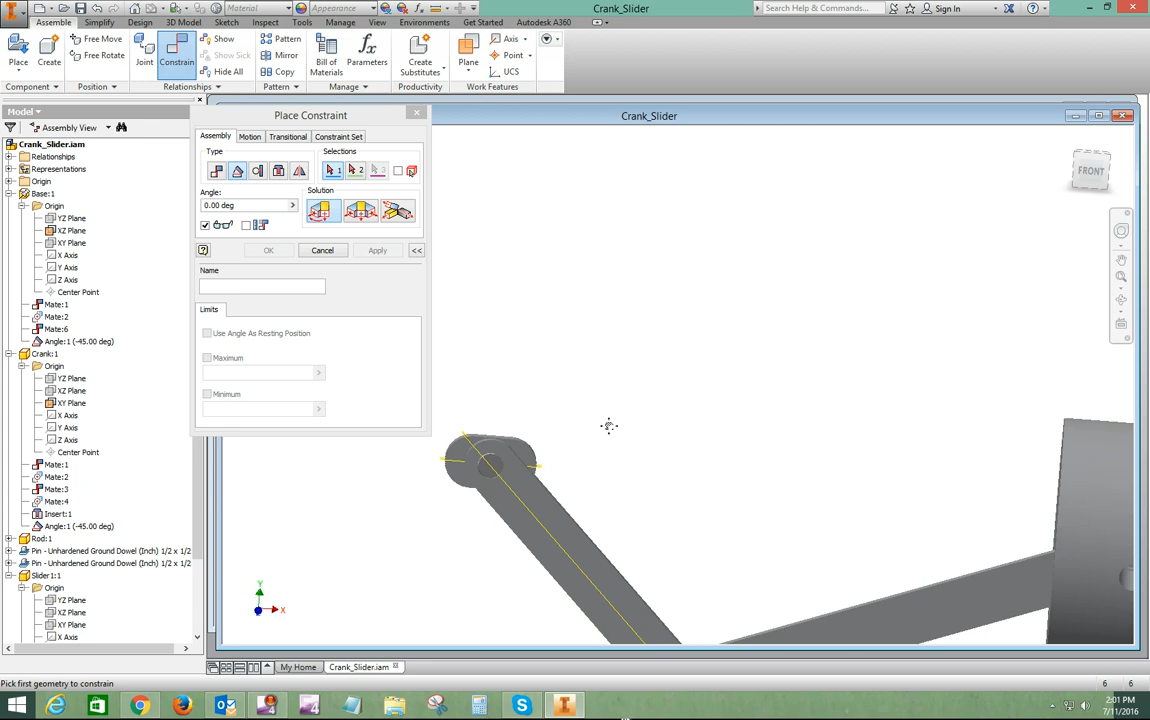 Material
Appearance
Crank_Slider
Search Help & Commands...
Sign In
Assembly Simplify Design 3D Model Sketch Inspect Tools Manage View Environments Get Started Autodesk A360
Place
Create
Free Move
Free Rotate
Joint
Constrain
Show
Show Sick
Hide All
Pattern
Mirror
Copy
Bill of
Materials
Parameters
Create
Substitutes
Plane
Axis
Point
UCS
Component Position Relationships Pattern Manage Productivity Work Features
Model
Assembly View
Crank_Slider.iam
Relationships
Representations
Origin
Base:1
Origin
YZ Plane
XZ Plane
XY Plane
X Axis
Y Axis
Z Axis
Center Point
Mate:1
Mate:2
Mate:6
Angle:1 (-45.00 deg)
Crank:1
Origin
YZ Plane
XZ Plane
XY Plane
X Axis
Y Axis
Z Axis
Center Point
Mate:1
Mate:2
Mate:3
Mate:4
Insert:1
Angle:1 (-45.00 deg)
Rod:1
Pin - Unhardened Ground Dowel (Inch) 1/2 x 1/2
Pin - Unhardened Ground Dowel (Inch) 1/2 x 1/2
Slider1:1
Origin
YZ Plane
XZ Plane
XY Plane
X Axis
Place Constraint
Assembly Motion Transitional Constraint Set
Type
Selections
1 2 3
Angle:
0.00 deg
Solution
OK Cancel Apply <<
Name
Limits
Use Angle As Resting Position
Maximum
Minimum
Crank_Slider
FRONT
Y
X
My Home Crank_Slider.iam
Pick first geometry to constrain
6 6
2:01 PM
7/11/2016